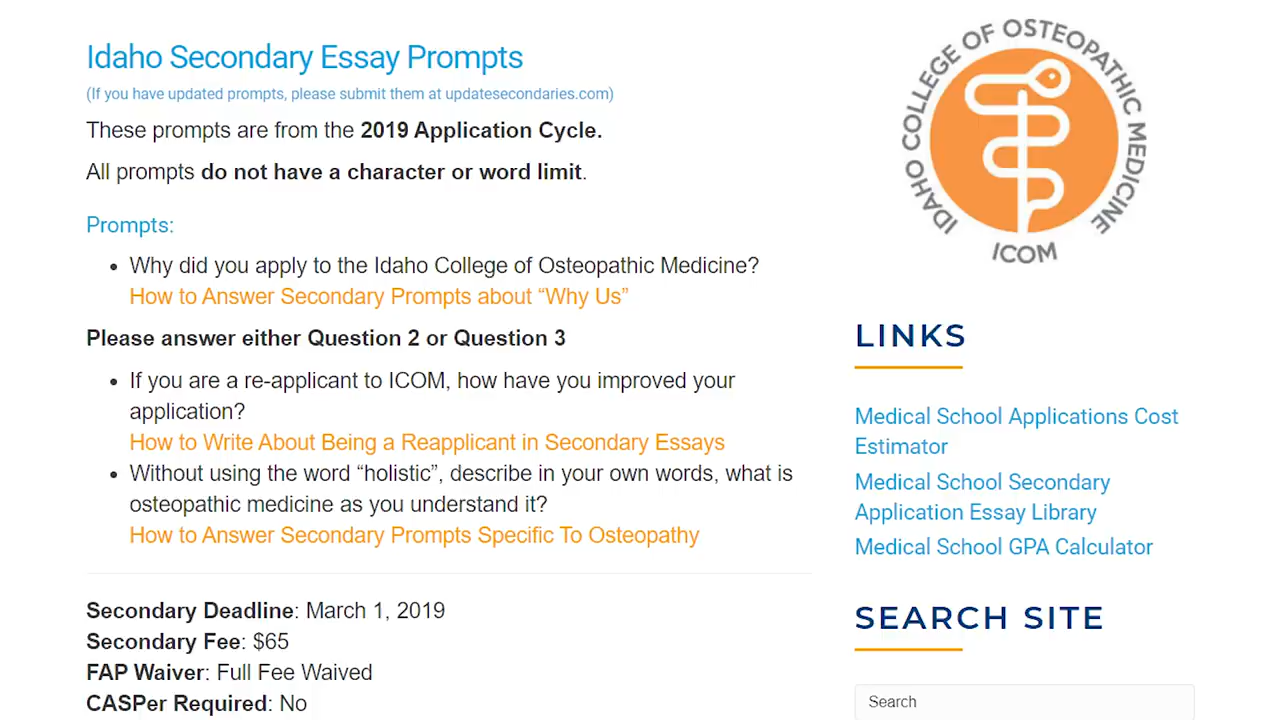 Idaho Secondary Essay Prompts
(If you have updated prompts, please submit them at updatesecondaries.com)
These prompts are from the 2019 Application Cycle.
All prompts do not have a character or word limit.
Prompts:
Why did you apply to the Idaho College of Osteopathic Medicine?
How to Answer Secondary Prompts about “Why Us”
Please answer either Question 2 or Question 3
If you are a re-applicant to ICOM, how have you improved your
application?
How to Write About Being a Reapplicant in Secondary Essays
Without using the word “holistic”, describe in your own words, what is
osteopathic medicine as you understand it?
How to Answer Secondary Prompts Specific To Osteopathy
Secondary Deadline: March 1, 2019
Secondary Fee: $65
FAP Waiver: Full Fee Waived
CASPer Required: No
IDAHO COLLEGE OF OSTEOPATHIC MEDICINE
ICOM
LINKS
Medical School Applications Cost
Estimator
Medical School Secondary
Application Essay Library
Medical School GPA Calculator
SEARCH SITE
Search